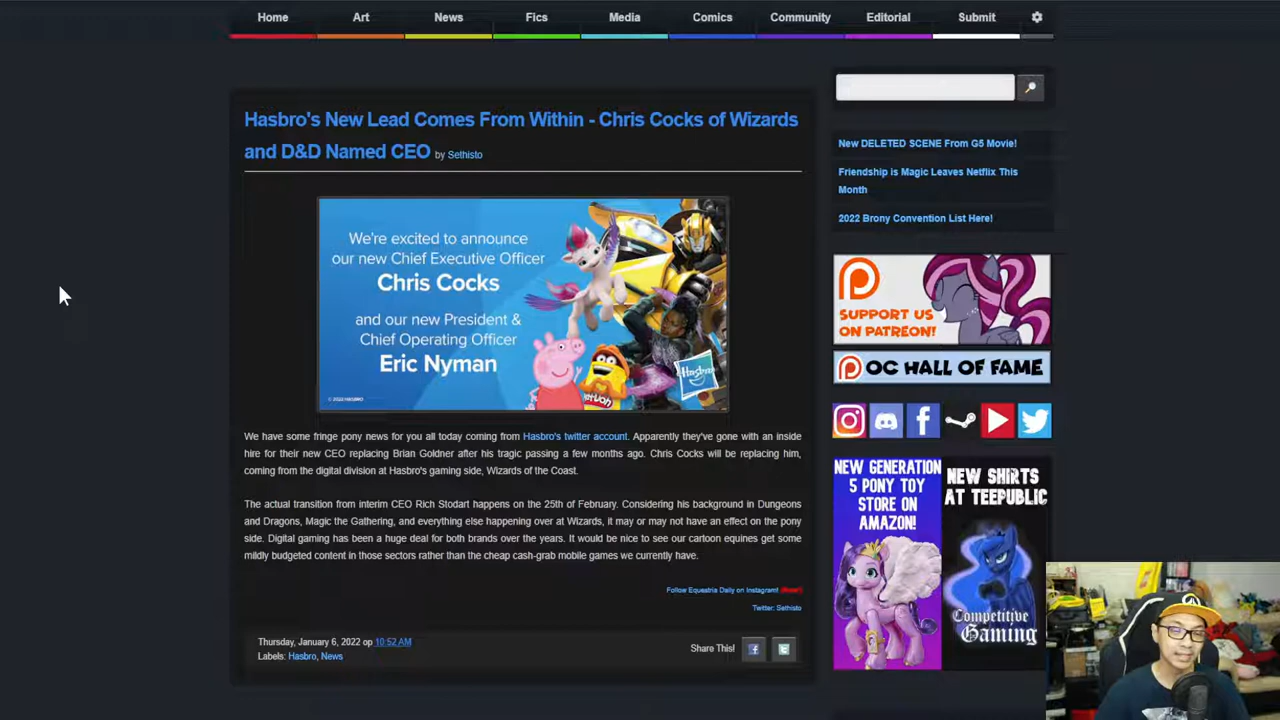 Home Art News Fics Media Comics Community Editorial Submit
Hasbro's New Lead Comes From Within - Chris Cocks of Wizards
and D&D Named CEO by Sethisto
We're excited to announce
our new Chief Executive Officer
Chris Cocks
and our new President &
Chief Operating Officer
Eric Nyman
© 2022 HASBRO
Hasbro
We have some fringe pony news for you all today coming from Hasbro's twitter account. Apparently they've gone with an inside
hire for their new CEO replacing Brian Goldner after his tragic passing a few months ago. Chris Cocks will be replacing him,
coming from the digital division at Hasbro's gaming side, Wizards of the Coast.
The actual transition from interim CEO Rich Stodart happens on the 25th of February. Considering his background in Dungeons
and Dragons, Magic the Gathering, and everything else happening over at Wizards, it may or may not have an effect on the pony
side. Digital gaming has been a huge deal for both brands over the years. It would be nice to see our cartoon equines get some
mildly budgeted content in those sectors rather than the cheap cash-grab mobile games we currently have.
Follow Equestria Daily on Instagram!
Twitter: Sethisto
Thursday, January 6, 2022 op 10:52 AM
Labels: Hasbro, News
Share This!
New DELETED SCENE From G5 Movie!
Friendship is Magic Leaves Netflix This
Month
2022 Brony Convention List Here!
SUPPORT US
ON PATREON!
OC HALL OF FAME
NEW GENERATION
5 PONY TOY
STORE ON
AMAZON!
NEW SHIRTS
AT TEEPUBLIC
Competitive
Gaming